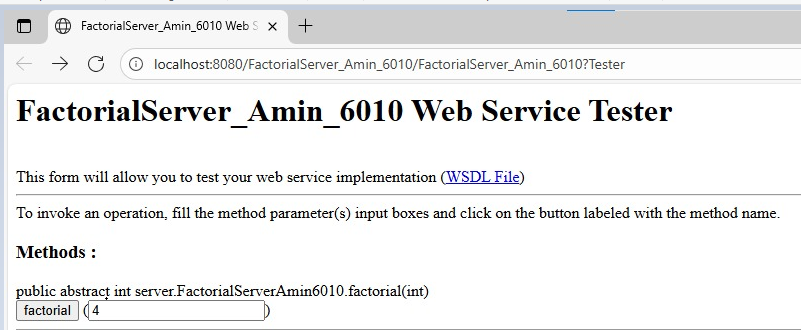 FactorialServer_Amin_6010 Web S
localhost:8080/FactorialServer_Amin_6010/FactorialServer_Amin_6010?Tester
FactorialServer_Amin_6010 Web Service Tester
This form will allow you to test your web service implementation (WSDL File)
To invoke an operation, fill the method parameter(s) input boxes and click on the button labeled with the method name.
Methods :
public abstract int server.FactorialServerAmin6010.factorial(int)
factorial (4)